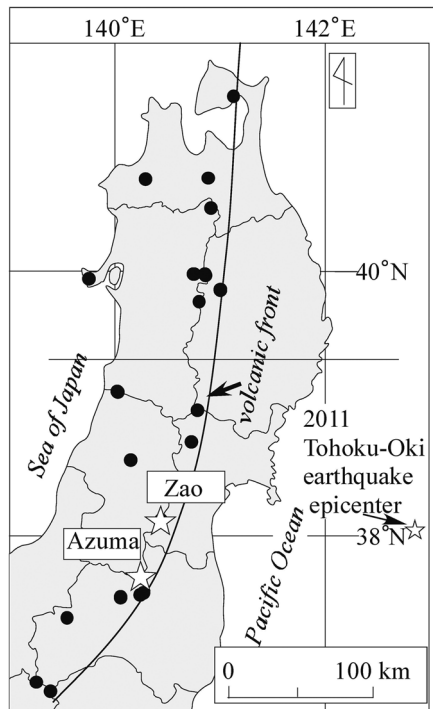 140˚E
142˚E
40˚N
volcanic front
Sea of Japan
2011
Tohoku-Oki
earthquake
epicenter
Zao
38˚N
Azuma
Pacific Ocean
0
100 km